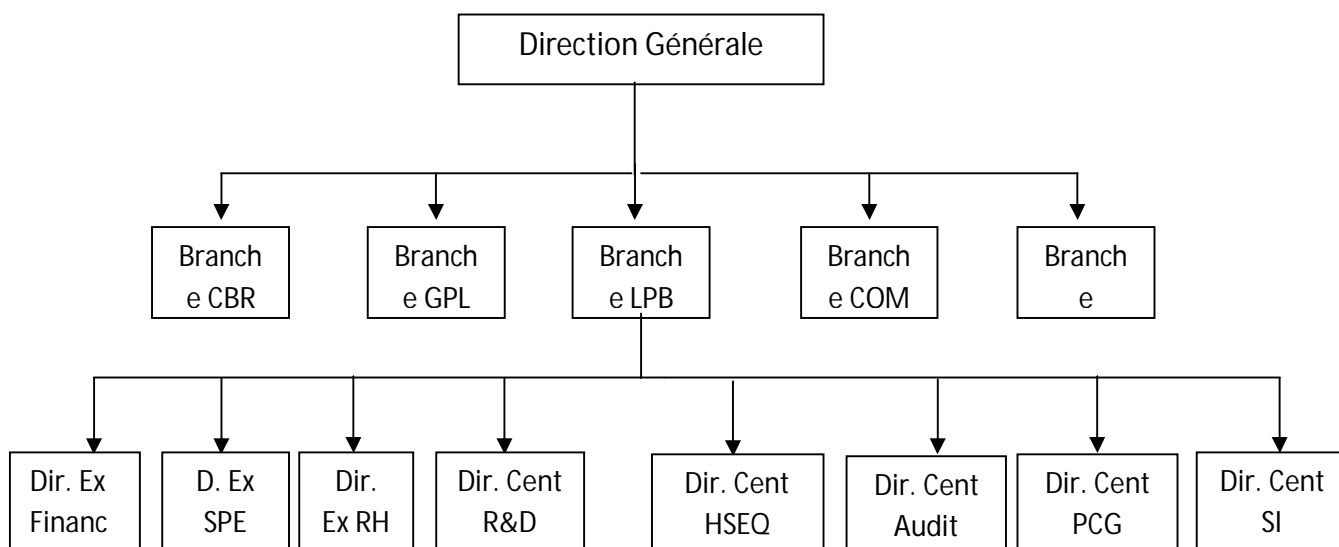 Direction Générale
Branch
e CBR
Branch
e GPL
Branch
e LPB
Branch
e COM
Branch
e
Dir. Ex
Financ
D. Ex
SPE
Dir.
Ex RH
Dir. Cent
R&D
Dir. Cent
HSEQ
Dir. Cent
Audit
Dir. Cent
PCG
Dir. Cent
SI